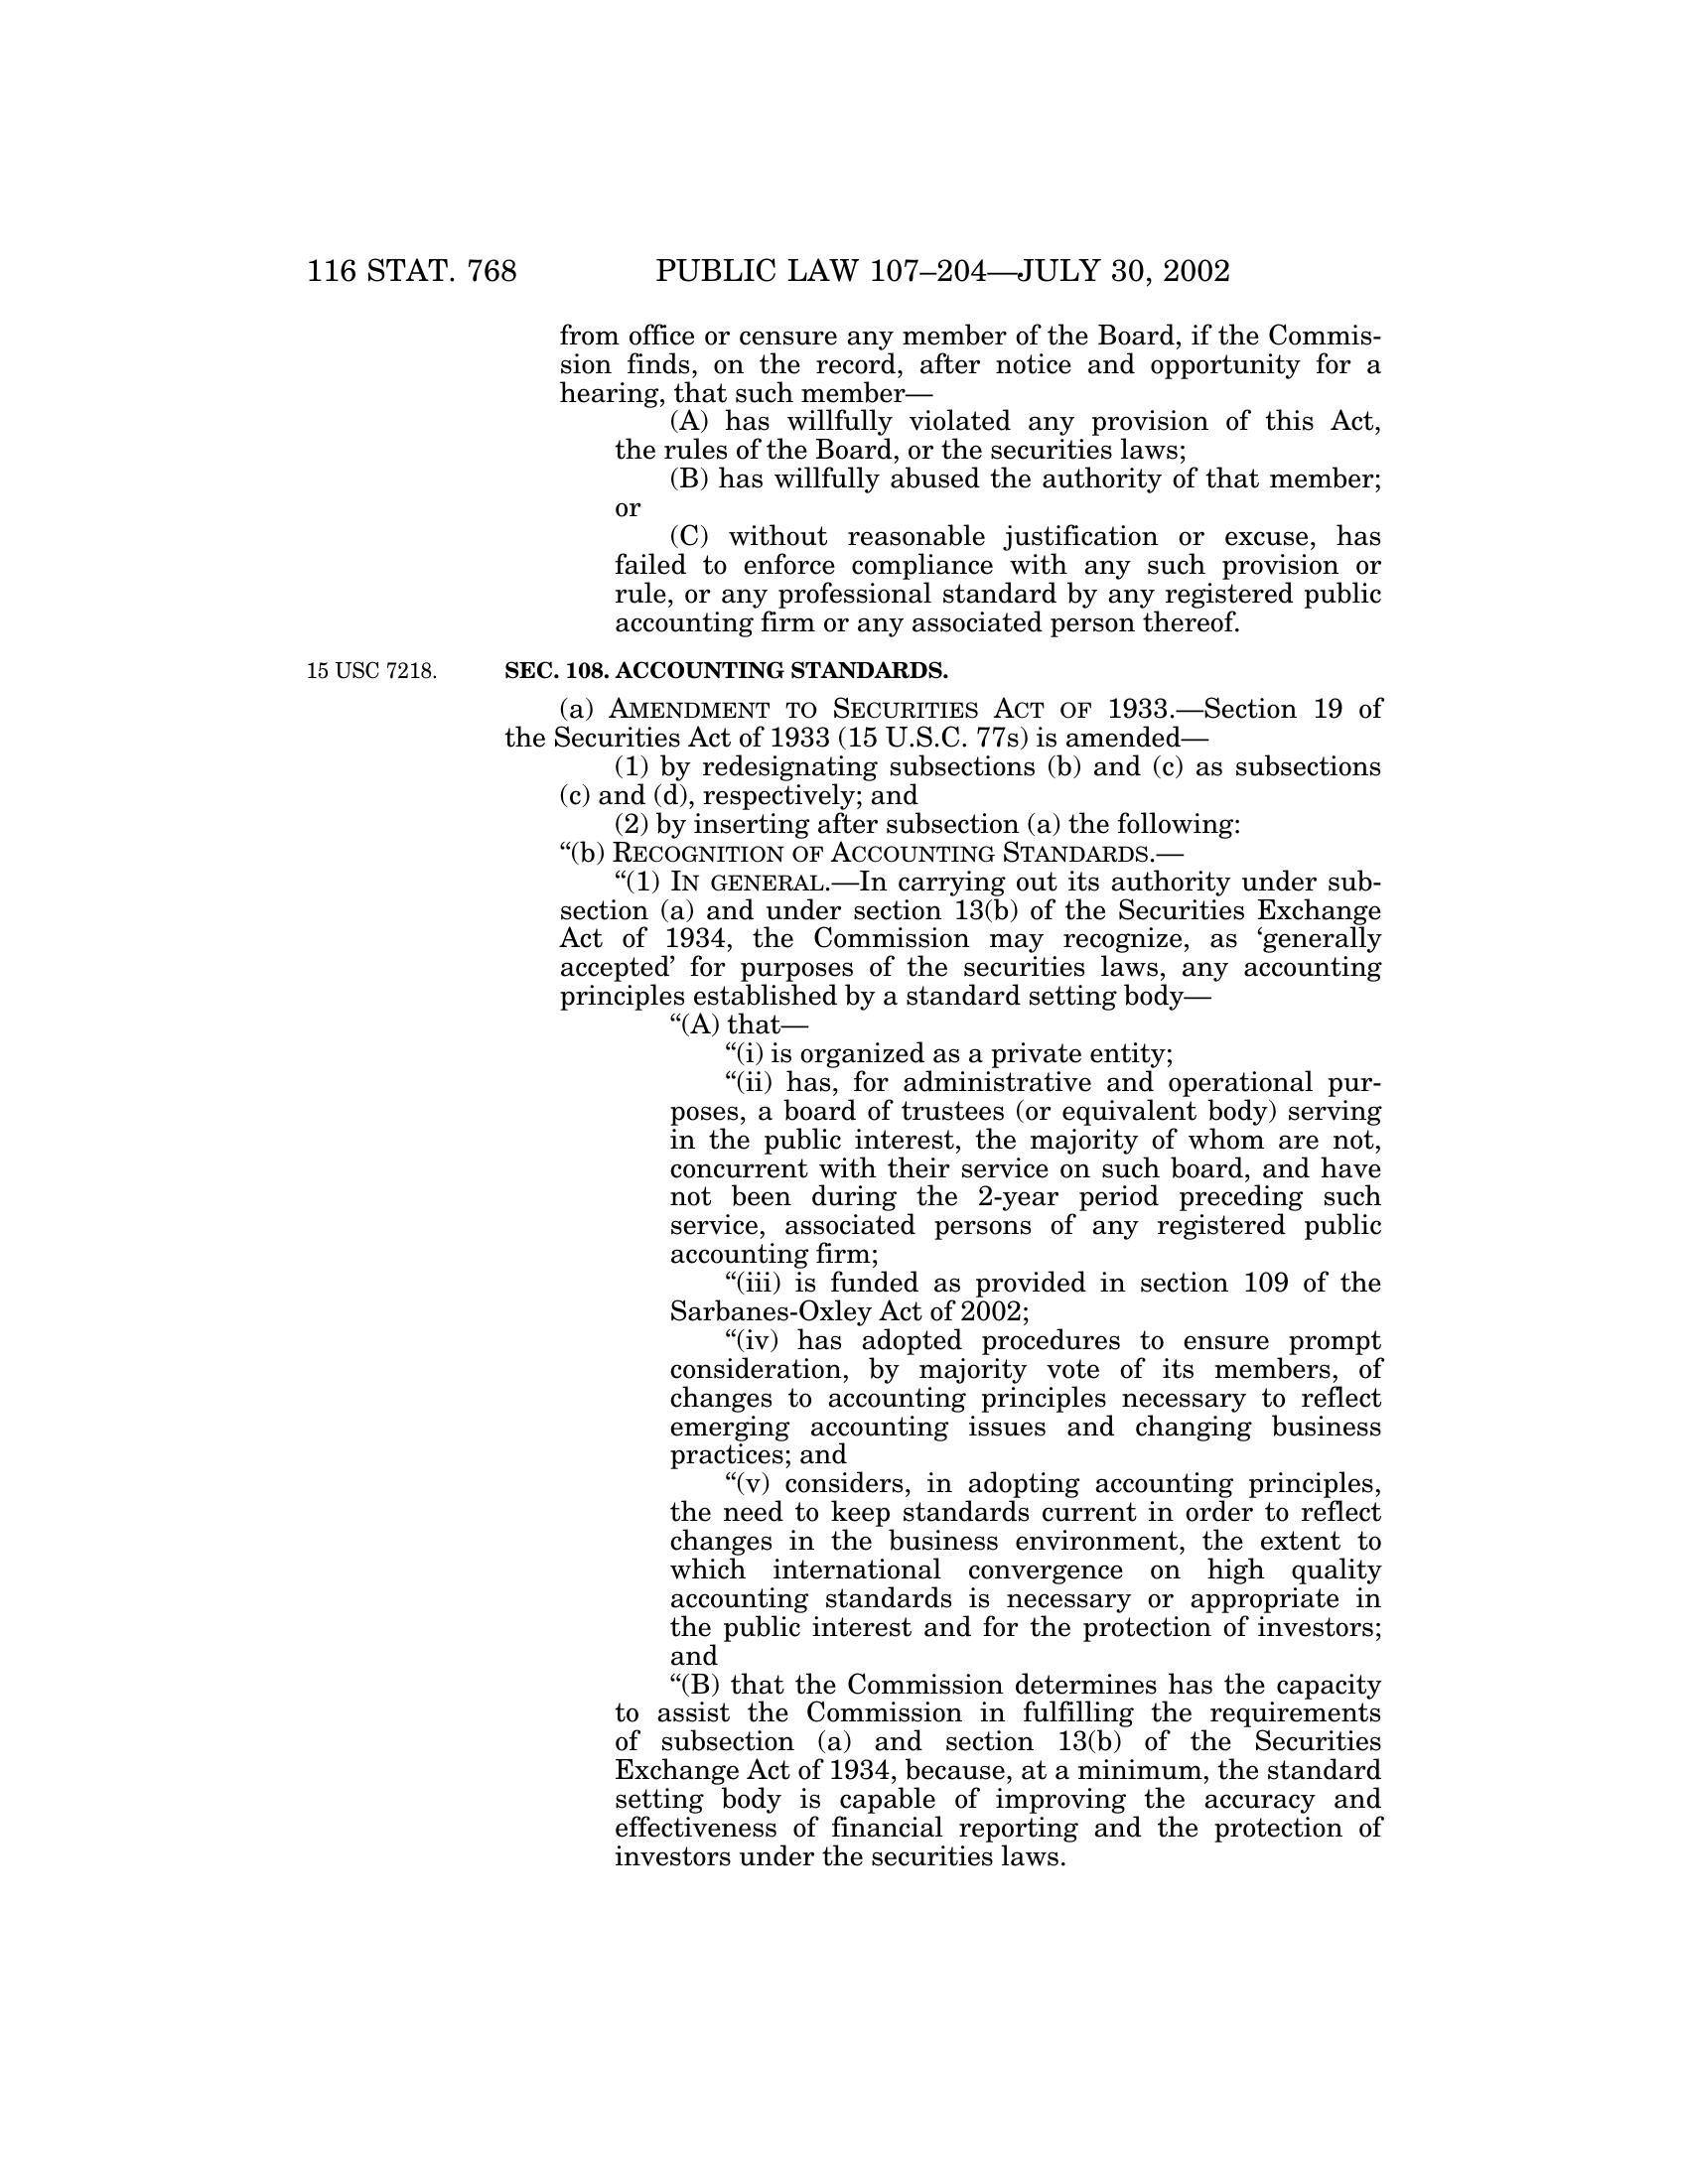 116 STAT. 768 PUBLIC LAW 107–204—JULY 30, 2002
from office or censure any member of the Board, if the Commis-
sion finds, on the record, after notice and opportunity for a
hearing, that such member—
(A) has willfully violated any provision of this Act,
the rules of the Board, or the securities laws;
(B) has willfully abused the authority of that member;
or
(C) without reasonable justification or excuse, has
failed to enforce compliance with any such provision or
rule, or any professional standard by any registered public
accounting firm or any associated person thereof.
15 USC 7218. SEC. 108. ACCOUNTING STANDARDS.
(a) AMENDMENT TO SECURITIES ACT OF 1933.—Section 19 of
the Securities Act of 1933 (15 U.S.C. 77s) is amended—
(1) by redesignating subsections (b) and (c) as subsections
(c) and (d), respectively; and
(2) by inserting after subsection (a) the following:
“(b) RECOGNITION OF ACCOUNTING STANDARDS.—
“(1) IN GENERAL.—In carrying out its authority under sub-
section (a) and under section 13(b) of the Securities Exchange
Act of 1934, the Commission may recognize, as ‘generally
accepted’ for purposes of the securities laws, any accounting
principles established by a standard setting body—
“(A) that—
“(i) is organized as a private entity;
“(ii) has, for administrative and operational pur-
poses, a board of trustees (or equivalent body) serving
in the public interest, the majority of whom are not,
concurrent with their service on such board, and have
not been during the 2-year period preceding such
service, associated persons of any registered public
accounting firm;
“(iii) is funded as provided in section 109 of the
Sarbanes-Oxley Act of 2002;
“(iv) has adopted procedures to ensure prompt
consideration, by majority vote of its members, of
changes to accounting principles necessary to reflect
emerging accounting issues and changing business
practices; and
“(v) considers, in adopting accounting principles,
the need to keep standards current in order to reflect
changes in the business environment, the extent to
which international convergence on high quality
accounting standards is necessary or appropriate in
the public interest and for the protection of investors;
and
“(B) that the Commission determines has the capacity
to assist the Commission in fulfilling the requirements
of subsection (a) and section 13(b) of the Securities
Exchange Act of 1934, because, at a minimum, the standard
setting body is capable of improving the accuracy and
effectiveness of financial reporting and the protection of
investors under the securities laws.